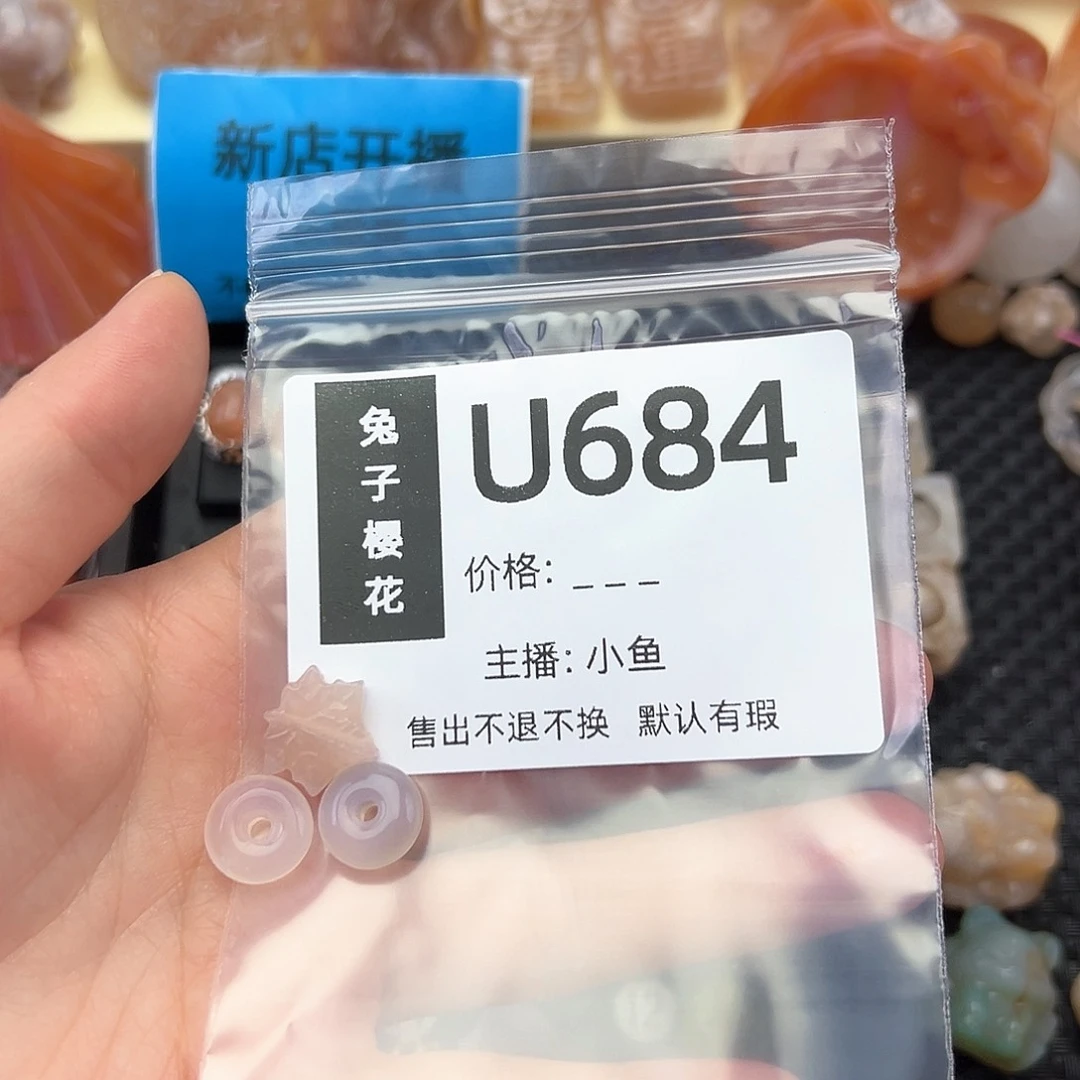 新店开播
兔子樱花
U684
价格: _ _ _
主播: 小鱼
售出不退不换 默认有瑕